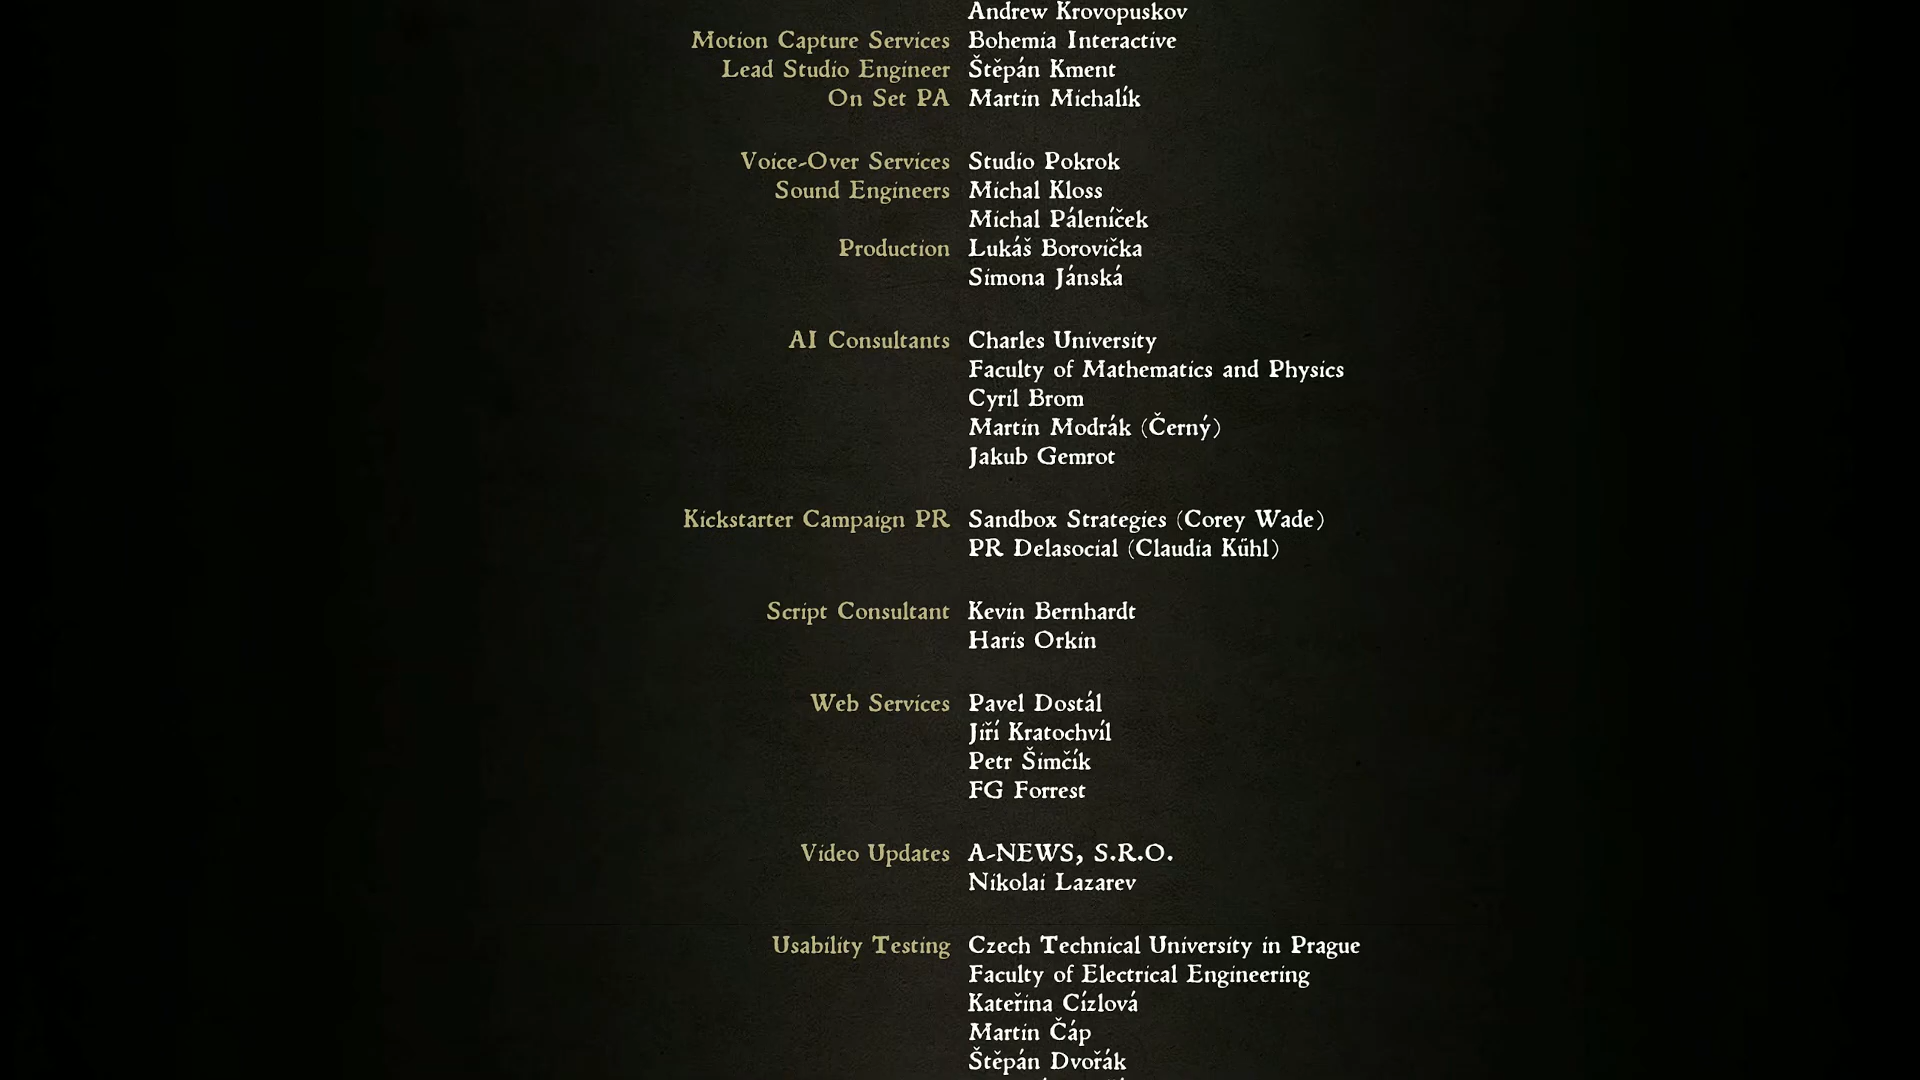 Andrew Krovopuskov
Motion Capture Services Bohemia Interactive
Lead Studio Engineer Štěpán Kment
On Set PA Martin Michalík
Voice-Over Services Studio Pokrok
Sound Engineers Michal Kloss
Michal Páleníček
Production Lukáš Borovička
Simona Jánská
AI Consultants Charles University
Faculty of Mathematics and Physics
Cyril Brom
Martin Modrák (Černý)
Jakub Gemrot
Kickstarter Campaign PR Sandbox Strategies (Corey Wade)
PR Delasocial (Claudia Kűhl)
Script Consultant Kevin Bernhardt
Haris Orkin
Web Services Pavel Dostál
Jiří Kratochvíl
Petr Šimčík
FG Forrest
Video Updates A-NEWS, S.R.O.
Nikolai Lazarev
Usability Testing Czech Technical University in Prague
Faculty of Electrical Engineering
Kateřina Cízlová
Martin Čáp
Štěpán Dvořák